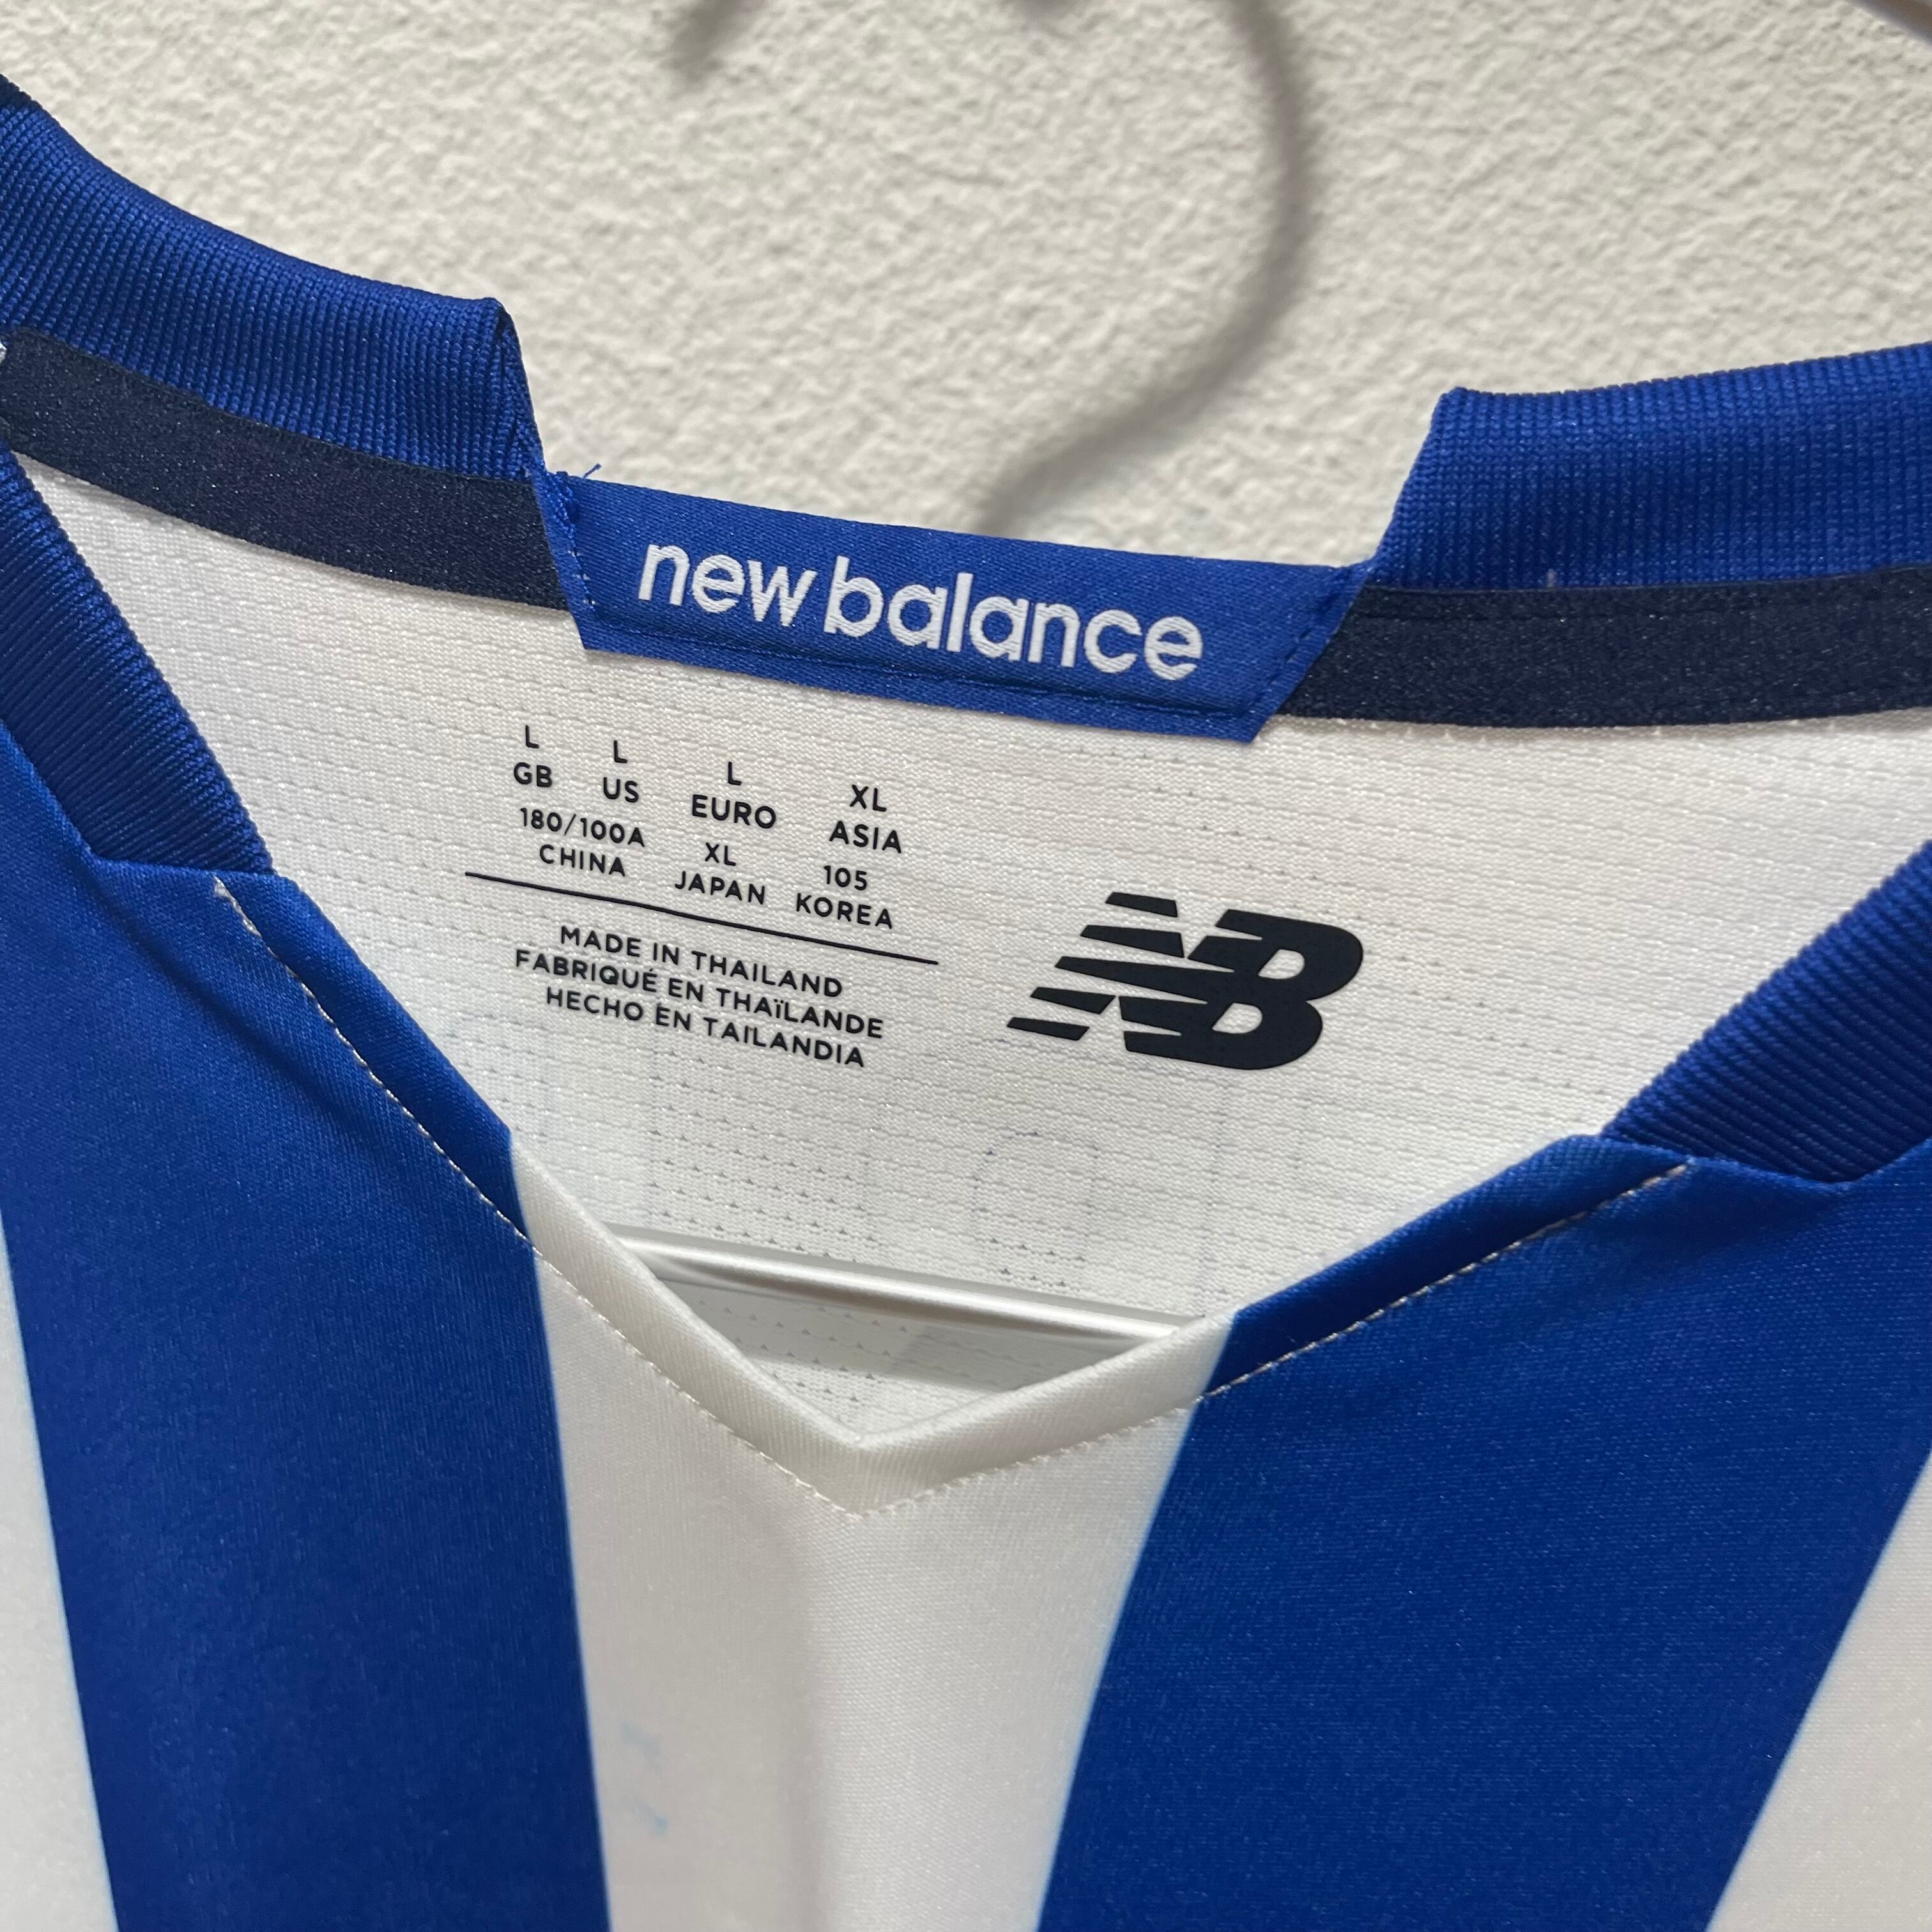 new balance
L L L XL
GB US EURO ASIA
180/100A XL 105
CHINA JAPAN KOREA
MADE IN THAILAND
FABRIQUÉ EN THAÏLANDE
HECHO EN TAILANDIA
NB